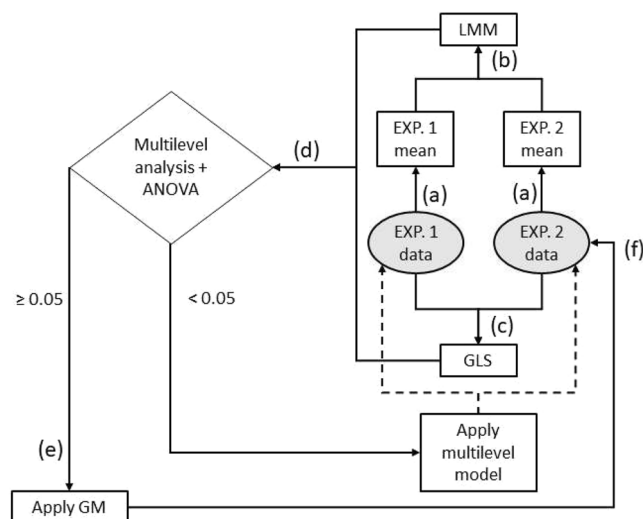 LMM
(b)
EXP. 1
mean
EXP. 2
mean
Multilevel
analysis +
ANOVA
(d)
(a)
(a)
EXP. 1
data
EXP. 2
data
(f)
≥ 0.05
< 0.05
(c)
GLS
Apply
multilevel
model
(e)
Apply GM